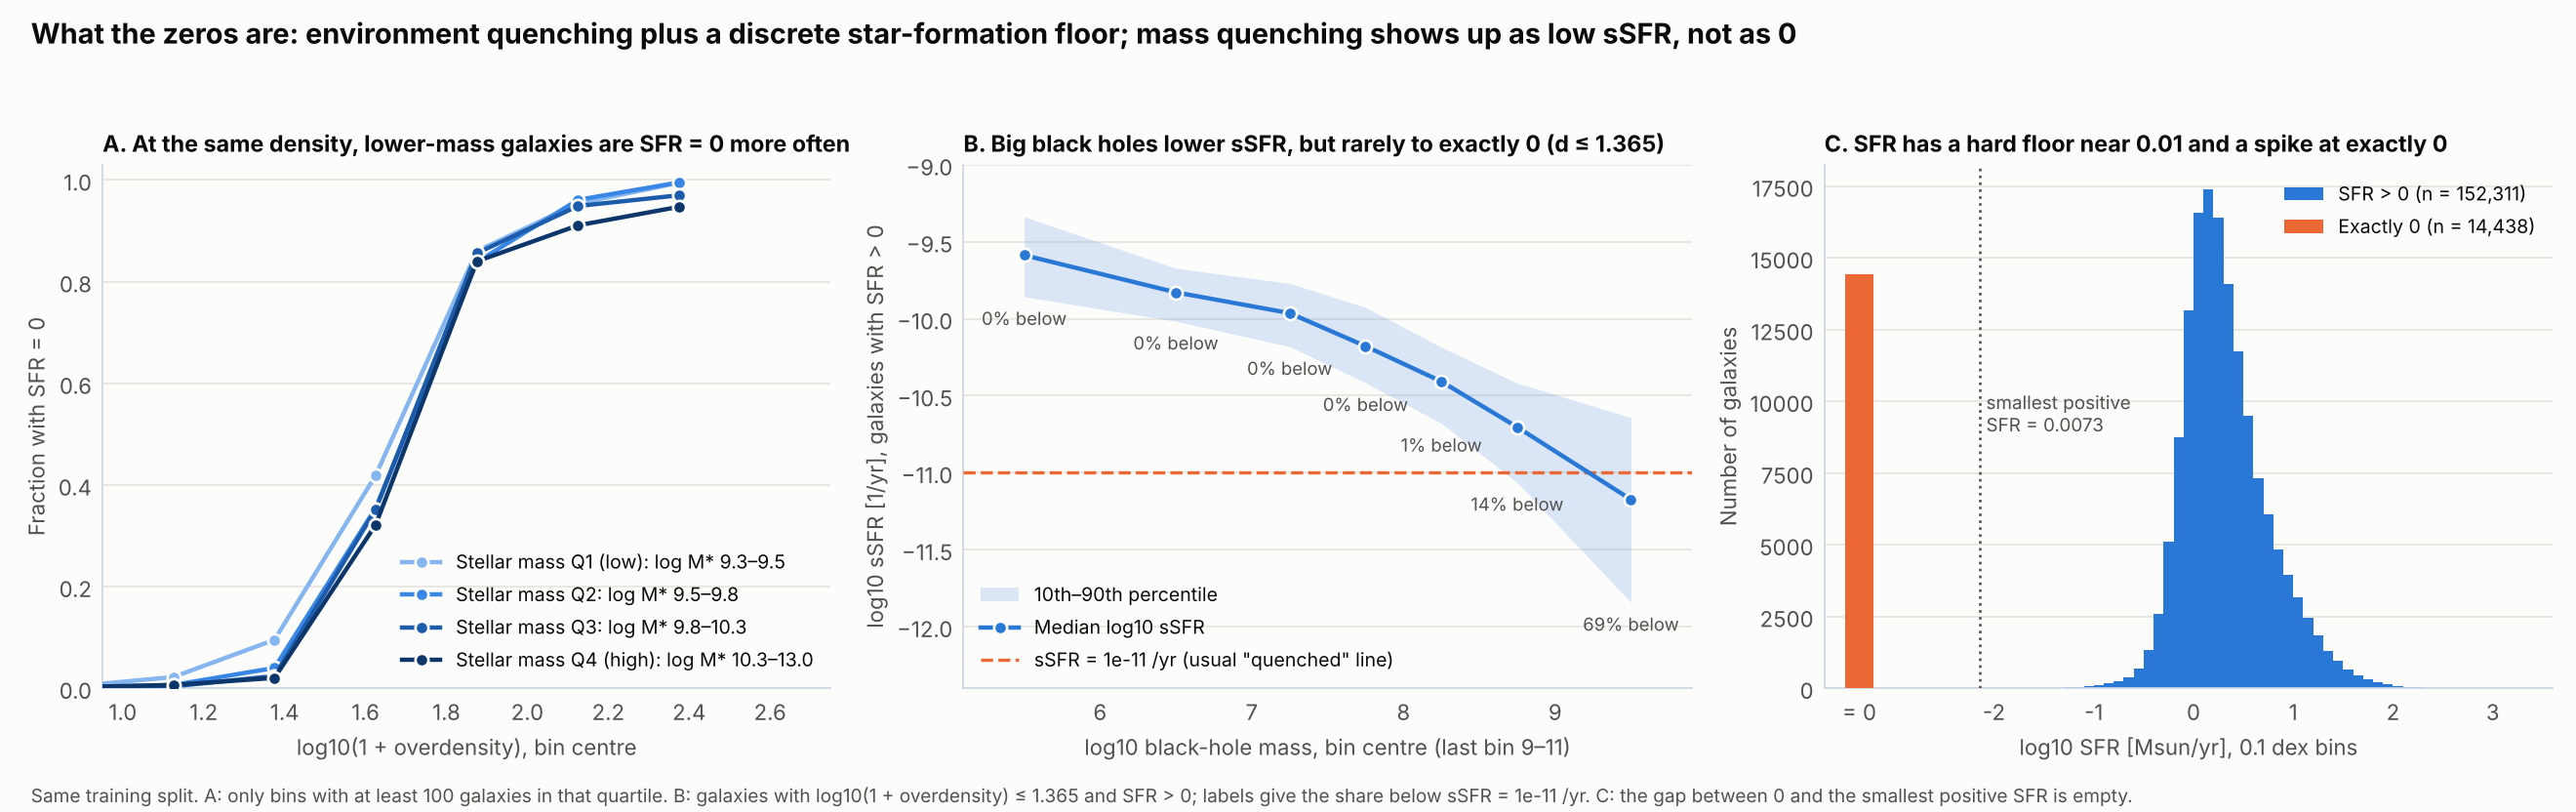 What the zeros are: environment quenching plus a discrete star-formation floor; mass quenching shows up as low sSFR, not as 0
A. At the same density, lower-mass galaxies are SFR = 0 more often
Fraction with SFR = 0
1.0
0.8
0.6
0.4
0.2
0.0
Stellar mass Q1 (low): log M* 9.3–9.5
Stellar mass Q2: log M* 9.5–9.8
Stellar mass Q3: log M* 9.8–10.3
Stellar mass Q4 (high): log M* 10.3–13.0
1.0 1.2 1.4 1.6 1.8 2.0 2.2 2.4 2.6
log10(1 + overdensity), bin centre
B. Big black holes lower sSFR, but rarely to exactly 0 (d ≤ 1.365)
log10 sSFR [1/yr], galaxies with SFR > 0
−9.0
−9.5
−10.0
−10.5
−11.0
−11.5
−12.0
0% below
0% below
0% below
0% below
1% below
14% below
69% below
10th–90th percentile
Median log10 sSFR
sSFR = 1e-11 /yr (usual "quenched" line)
6 7 8 9
log10 black-hole mass, bin centre (last bin 9–11)
C. SFR has a hard floor near 0.01 and a spike at exactly 0
Number of galaxies
17500
15000
12500
10000
7500
5000
2500
0
SFR > 0 (n = 152,311)
Exactly 0 (n = 14,438)
smallest positive
SFR = 0.0073
= 0 -2 -1 0 1 2 3
log10 SFR [Msun/yr], 0.1 dex bins
Same training split. A: only bins with at least 100 galaxies in that quartile. B: galaxies with log10(1 + overdensity) ≤ 1.365 and SFR > 0; labels give the share below sSFR = 1e-11 /yr. C: the gap between 0 and the smallest positive SFR is empty.